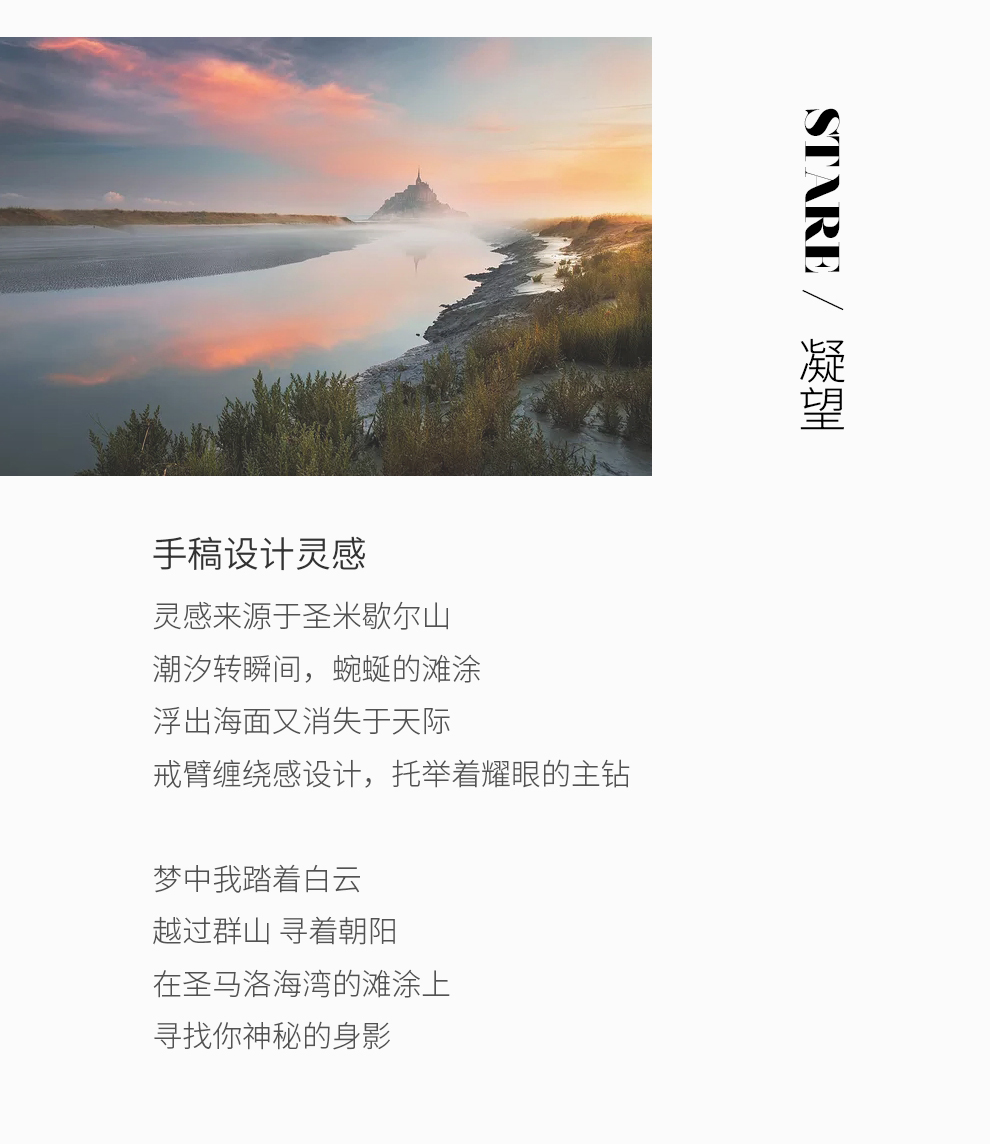 STARE / 凝望
手稿设计灵感
灵感来源于圣米歇尔山
潮汐转瞬间，蜿蜒的滩涂
浮出海面又消失于天际
戒臂缠绕感设计，托举着耀眼的主钻
梦中我踏着白云
越过群山 寻着朝阳
在圣马洛海湾的滩涂上
寻找你神秘的身影